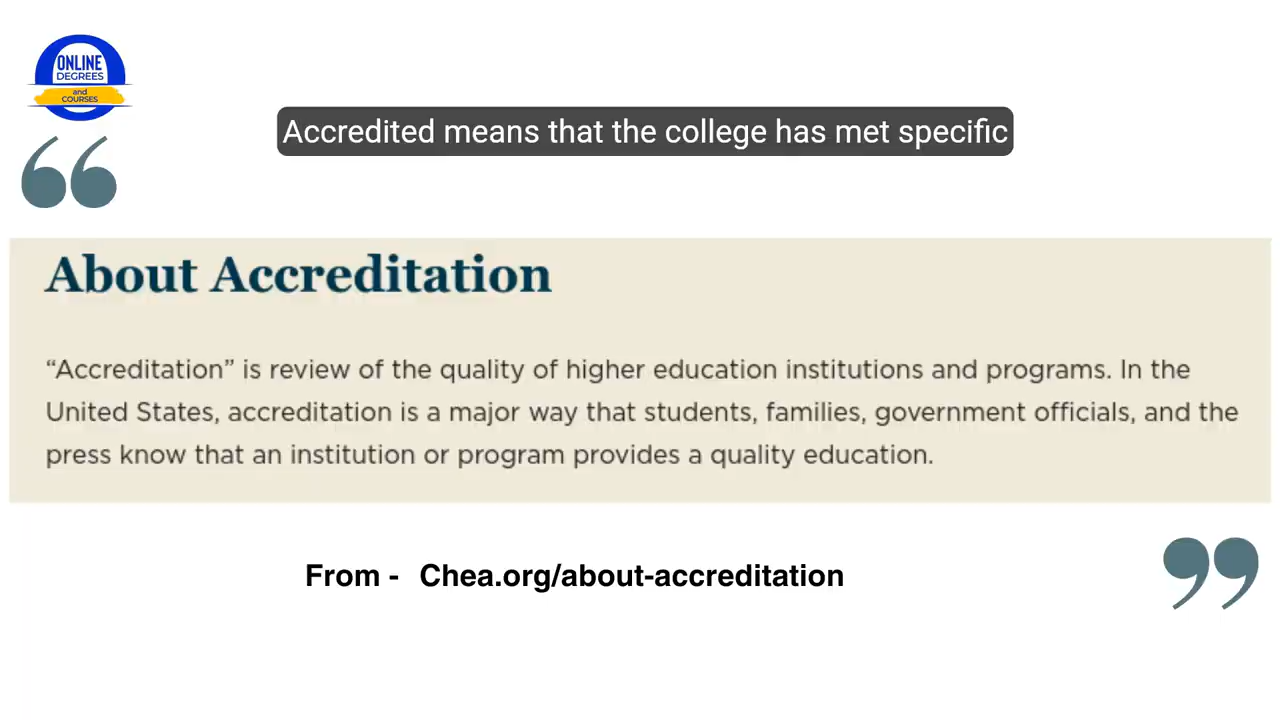 ONLINE
DEGREES
and
COURSES
Accredited means that the college has met specific
“
About Accreditation
“Accreditation” is review of the quality of higher education institutions and programs. In the
United States, accreditation is a major way that students, families, government officials, and the
press know that an institution or program provides a quality education.
”
From - Chea.org/about-accreditation